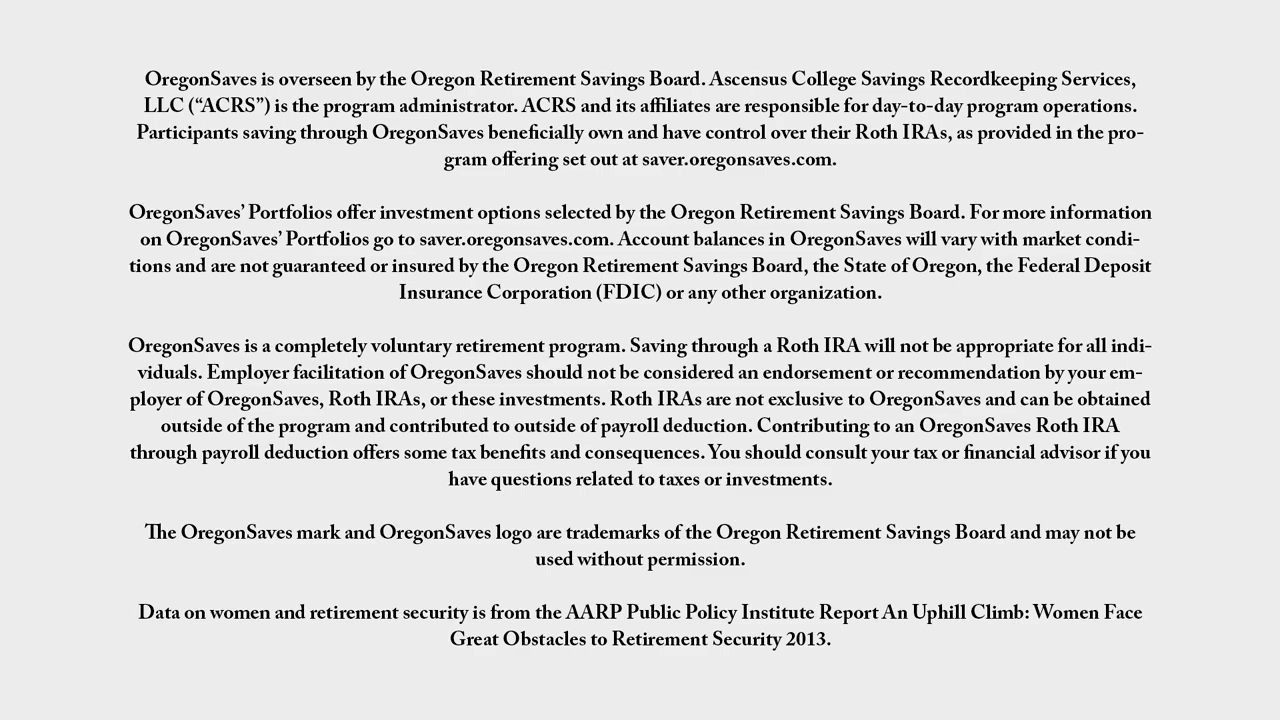 OregonSaves is overseen by the Oregon Retirement Savings Board. Ascensus College Savings Recordkeeping Services,
LLC (“ACRS”) is the program administrator. ACRS and its affiliates are responsible for day-to-day program operations.
Participants saving through OregonSaves beneficially own and have control over their Roth IRAs, as provided in the pro-
gram offering set out at saver.oregonsaves.com.
OregonSaves’ Portfolios offer investment options selected by the Oregon Retirement Savings Board. For more information
on OregonSaves’ Portfolios go to saver.oregonsaves.com. Account balances in OregonSaves will vary with market condi-
tions and are not guaranteed or insured by the Oregon Retirement Savings Board, the State of Oregon, the Federal Deposit
Insurance Corporation (FDIC) or any other organization.
OregonSaves is a completely voluntary retirement program. Saving through a Roth IRA will not be appropriate for all indi-
viduals. Employer facilitation of OregonSaves should not be considered an endorsement or recommendation by your em-
ployer of OregonSaves, Roth IRAs, or these investments. Roth IRAs are not exclusive to OregonSaves and can be obtained
outside of the program and contributed to outside of payroll deduction. Contributing to an OregonSaves Roth IRA
through payroll deduction offers some tax benefits and consequences. You should consult your tax or financial advisor if you
have questions related to taxes or investments.
The OregonSaves mark and OregonSaves logo are trademarks of the Oregon Retirement Savings Board and may not be
used without permission.
Data on women and retirement security is from the AARP Public Policy Institute Report An Uphill Climb: Women Face
Great Obstacles to Retirement Security 2013.